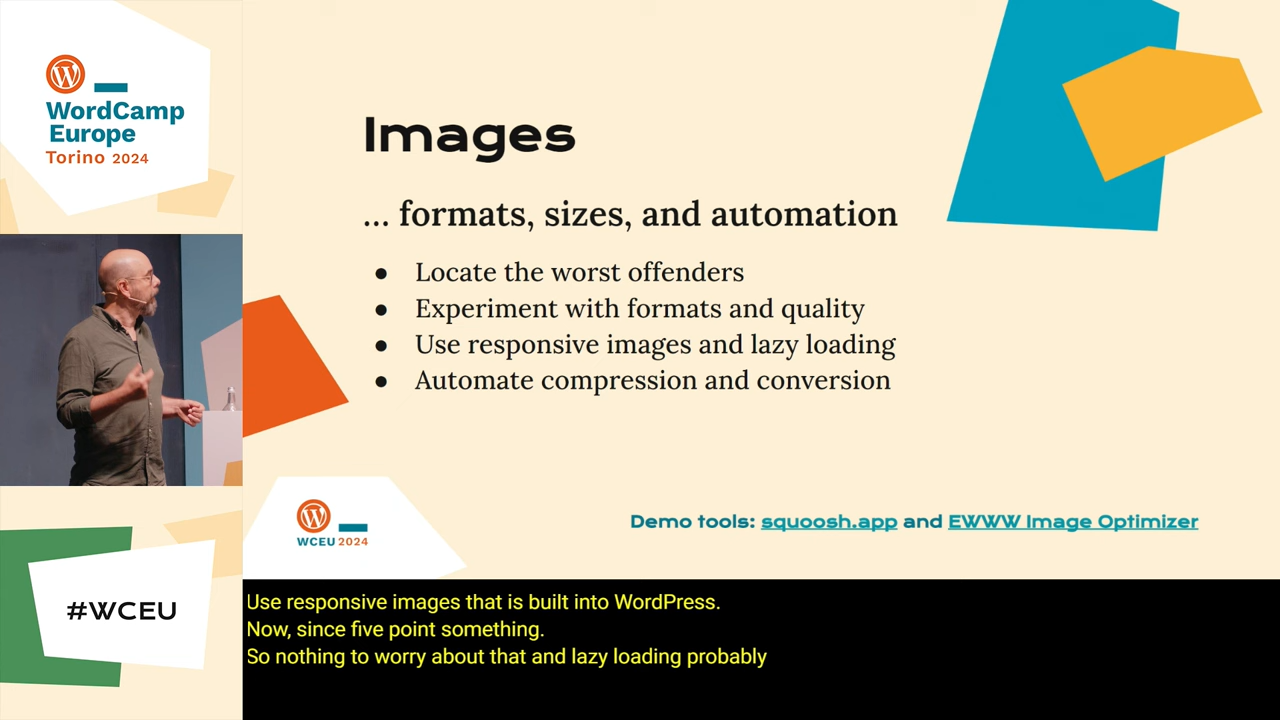 WordCamp
Europe
Torino 2024
Images
... formats, sizes, and automation
● Locate the worst offenders
● Experiment with formats and quality
● Use responsive images and lazy loading
● Automate compression and conversion
WCEU 2024
Demo tools: squoosh.app and EWWW Image Optimizer
#WCEU
Use responsive images that is built into WordPress.
Now, since five point something.
So nothing to worry about that and lazy loading probably